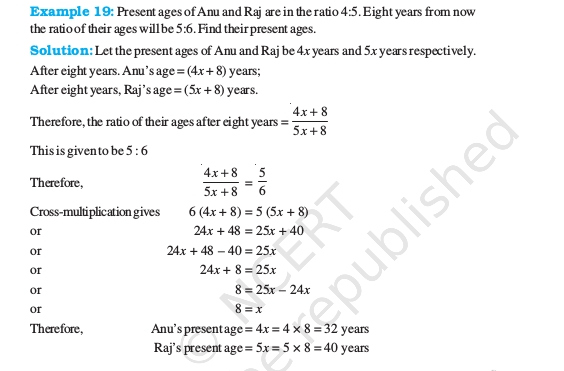 Example 19: Present ages of Anu and Raj are in the ratio 4:5. Eight years from now
the ratio of their ages will be 5:6. Find their present ages.
Solution: Let the present ages of Anu and Raj be 4x years and 5x years respectively.
After eight years. Anu's age = (4x + 8) years;
After eight years, Raj's age = (5x + 8) years.
Therefore, the ratio of their ages after eight years = (4x + 8)/(5x + 8)
This is given to be 5 : 6
Therefore, (4x + 8)/(5x + 8) = 5/6
Cross-multiplication gives 6 (4x + 8) = 5 (5x + 8)
or 24x + 48 = 25x + 40
or 24x + 48 – 40 = 25x
or 24x + 8 = 25x
or 8 = 25x – 24x
or 8 = x
Therefore, Anu's present age = 4x = 4 × 8 = 32 years
Raj's present age = 5x = 5 × 8 = 40 years
© NCERT
be republished